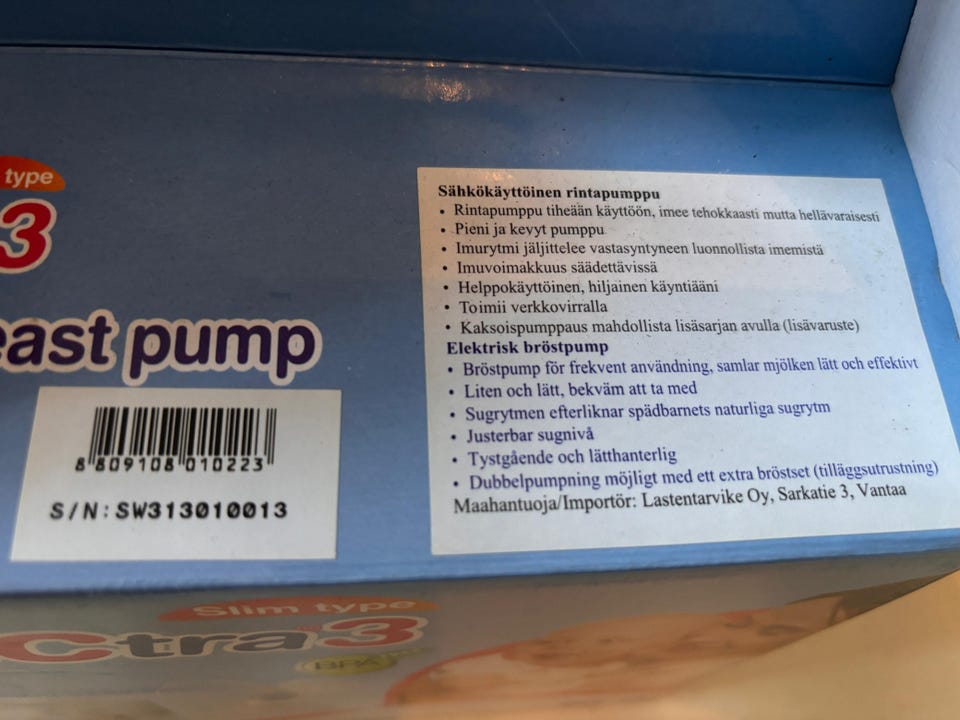 type
3
east pump
8 809108 010223
S/N:SW313010013
Sähkökäyttöinen rintapumppu
• Rintapumppu tiheään käyttöön, imee tehokkaasti mutta hellävaraisesti
• Pieni ja kevyt pumppu
• Imurytmi jäljittelee vastasyntyneen luonnollista imemistä
• Imuvoimakkuus säädettävissä
• Helppokäyttöinen, hiljainen käyntiääni
• Toimii verkkovirralla
• Kaksoispumppaus mahdollista lisäsarjan avulla (lisävaruste)
Elektrisk bröstpump
• Bröstpump för frekvent användning, samlar mjölken lätt och effektivt
• Liten och lätt, bekväm att ta med
• Sugrytmen efterliknar spädbarnets naturliga sugrytm
• Justerbar sugnivå
• Tystgående och lätthanterlig
• Dubbelpumpning möjligt med ett extra bröstset (tilläggsutrustning)
Maahantuoja/Importör: Lastentarvike Oy, Sarkatie 3, Vantaa
Slim type
ctra 3
BPA